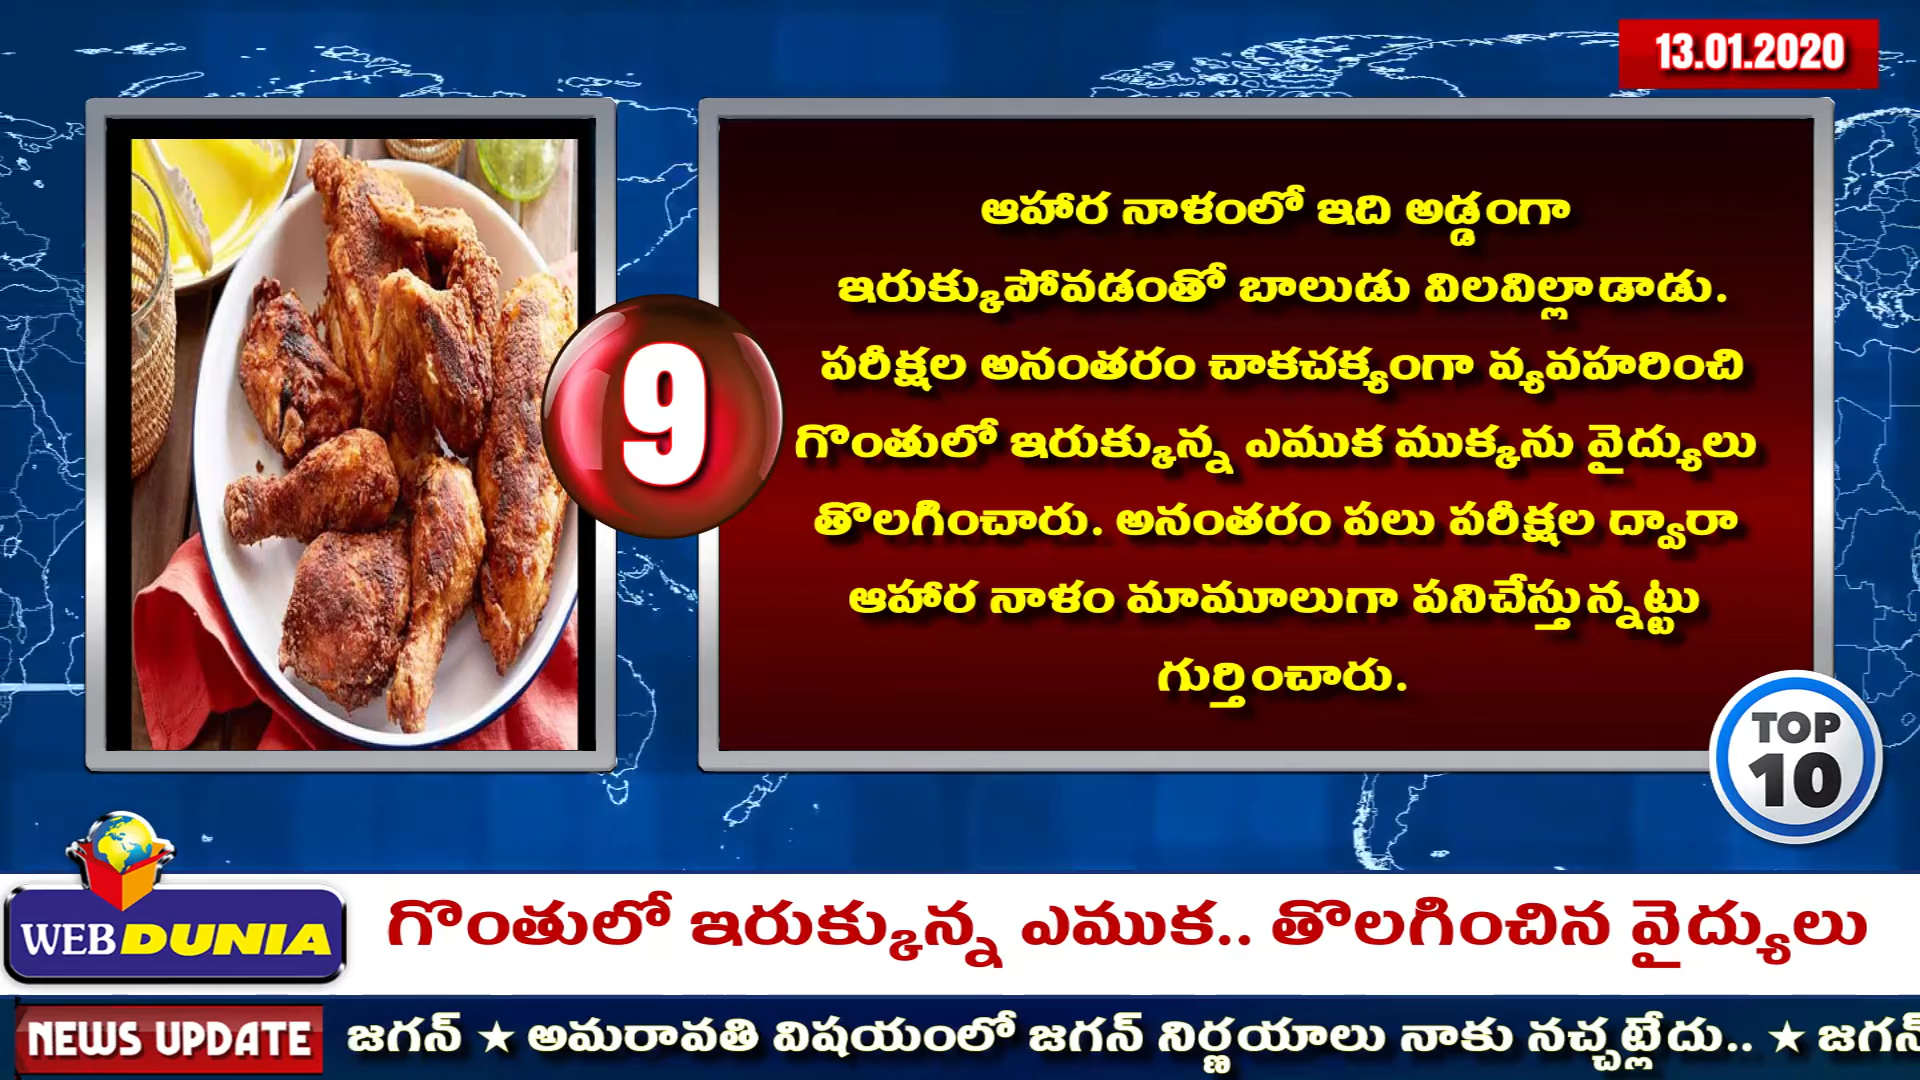 13.01.2020
ఆహార నాళంలో ఇది అడ్డంగా
ఇరుక్కుపోవడంతో బాలుడు విలవిల్లాడాడు.
పరీక్షల అనంతరం చాకచక్యంగా వ్యవహరించి
గొంతులో ఇరుక్కున్న ఎముక ముక్కను వైద్యులు
తొలగించారు. అనంతరం పలు పరీక్షల ద్వారా
ఆహార నాళం మామూలుగా పనిచేస్తున్నట్టు
గుర్తించారు.
9
TOP
10
WEBDUNIA
గొంతులో ఇరుక్కున్న ఎముక.. తొలగించిన వైద్యులు
NEWS UPDATE
జగన్ ★ అమరావతి విషయంలో జగన్ నిర్ణయాలు నాకు నచ్చట్లేదు.. ★ జగన్